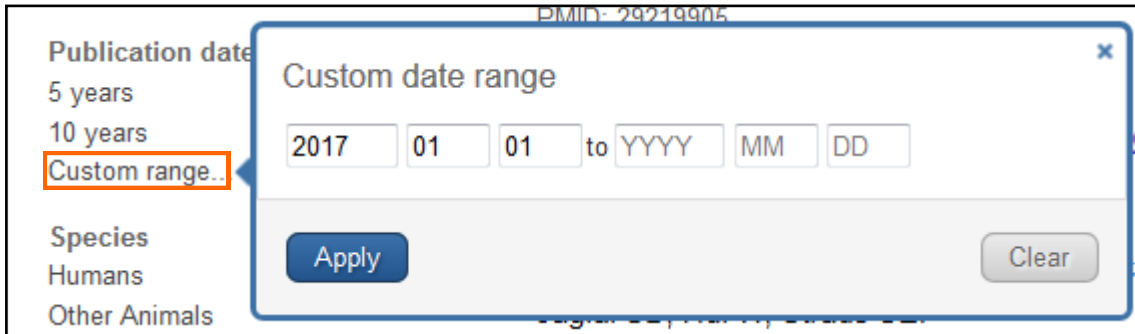 PMID: 29219905
Publication date
5 years
10 years
Custom range...
Species
Humans
Other Animals
×
Custom date range
2017 01 01 to YYYY MM DD
Apply Clear